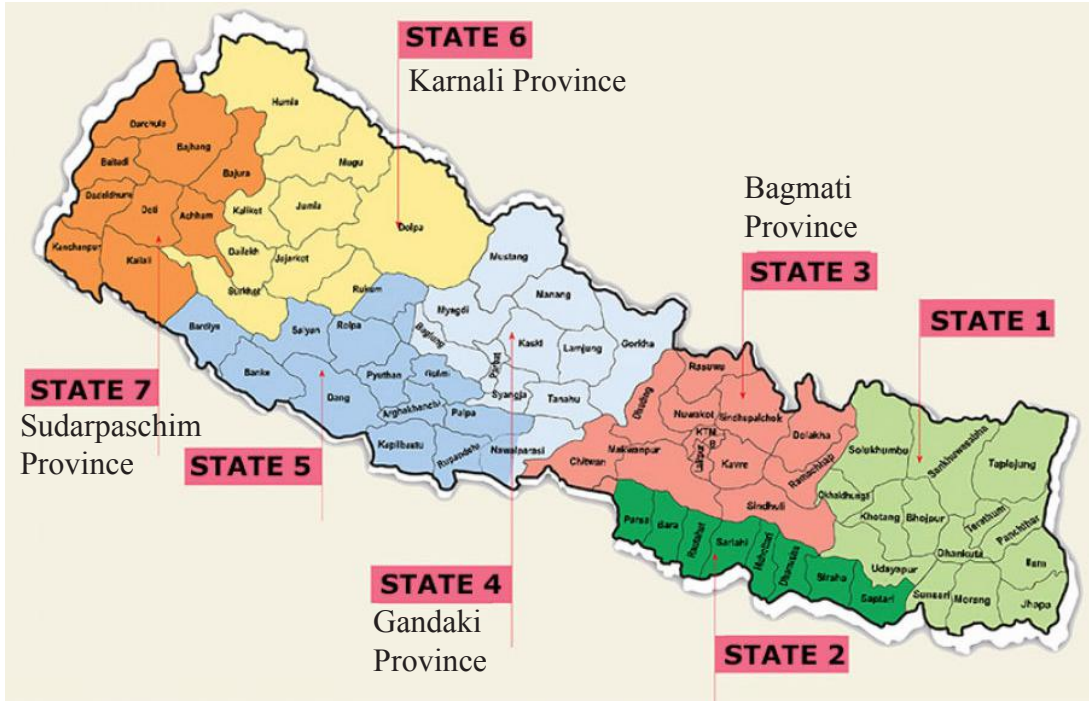 STATE 6
Karnali Province
Humla
Darchula
Bajhang
Baitadi
Bajura
Mugu
Dadeldhura
Doti
Achham
Kalikot
Jumla
Dolpa
Kanchanpur
Kailali
Dailekh
Jajarkot
Surkhet
Rukum
Mustang
Bagmati
Province
STATE 3
Manang
Myagdi
STATE 1
Bardiya
Salyan
Rolpa
Baglung
Kaski
Lamjung
Gorkha
Parbat
Banke
Pyuthan
Gulmi
Syangja
Tanahu
Dang
Arghakhanchi
Palpa
STATE 7
Sudarpaschim
Province
STATE 5
Kapilbastu
Rupandehi
Nawalparasi
Rasuwa
Dhading
Nuwakot
Sindhupalchok
KTM
Dolakha
Lalitpur
Kavre
Ramechhap
Chitwan
Makwanpur
Sindhuli
Solukhumbu
Sankhuwasabha
Taplejung
Okhaldhunga
Khotang
Bhojpur
Terathum
Panchthar
Dhankuta
Ilam
Udayapur
Sunsari
Morang
Jhapa
Parsa
Bara
Rautahat
Sarlahi
Mahottari
Dhanusha
Siraha
Saptari
STATE 4
Gandaki
Province
STATE 2